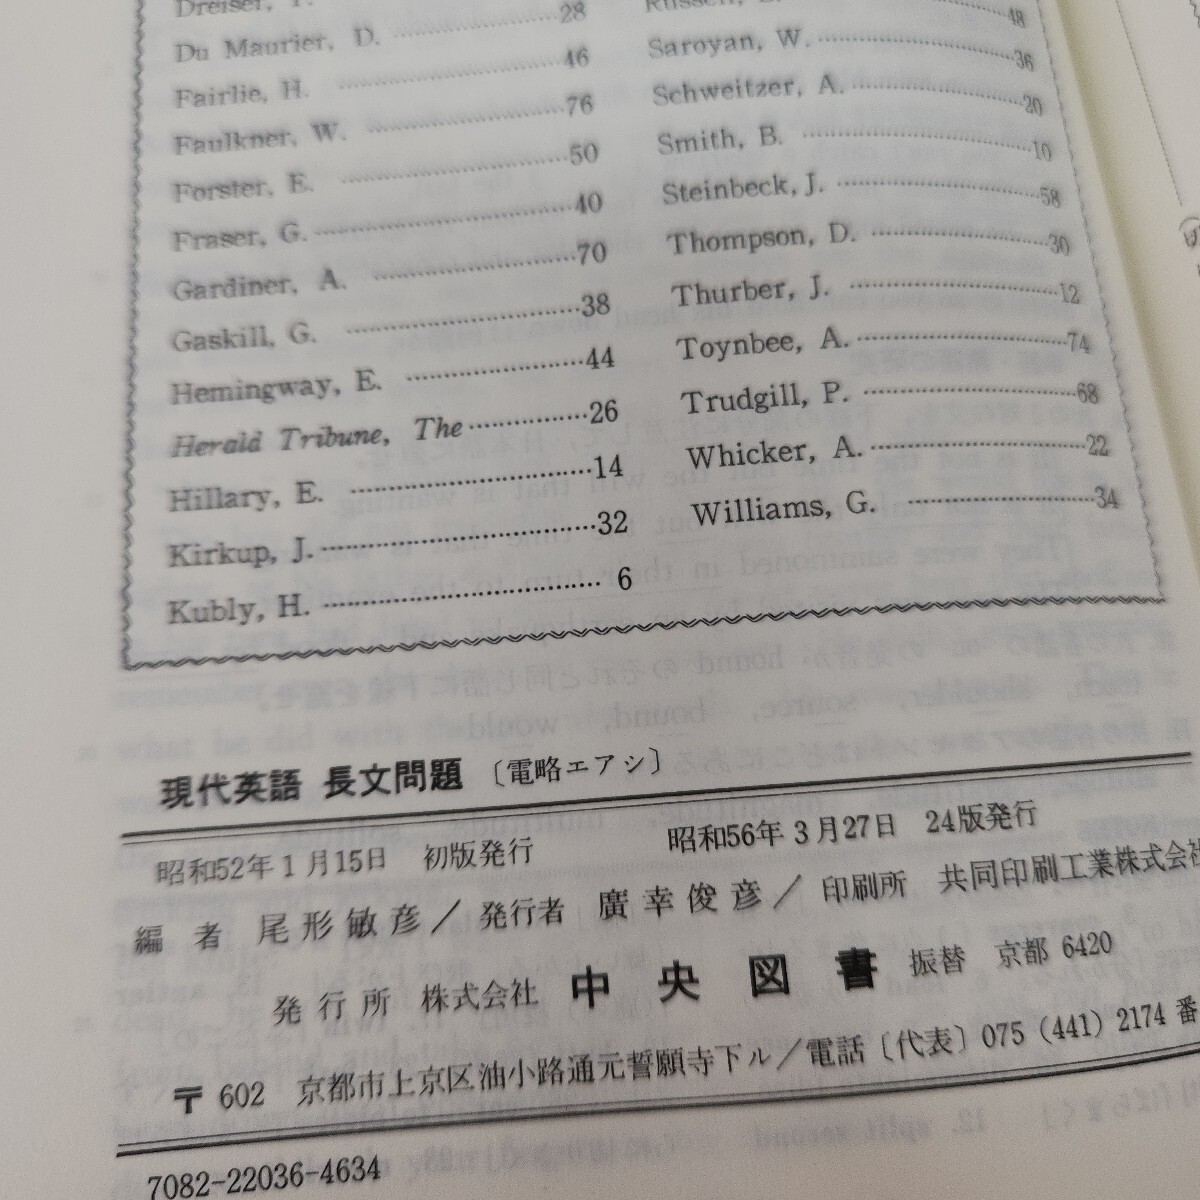 Dreiser, T.
Du Maurier, D. 28
Fairlie, H. 46
Faulkner, W. 76
Forster, E. 50
Fraser, G. 40
Gardiner, A. 70
Gaskill, G. 38
Hemingway, E. 44
Herald Tribune, The 26
Hillary, E. 14
Kirkup, J. 32
Kubly, H. 6
48
Saroyan, W. 36
Schweitzer, A. 20
Smith, B. 10
Steinbeck, J. 58
Thompson, D. 30
Thurber, J. 12
Toynbee, A. 74
Trudgill, P. 68
Whicker, A. 22
Williams, G. 34
現代英語 長文問題 〔電略エアシ〕
昭和52年1月15日 初版発行 昭和56年3月27日 24版発行
編者 尾形敏彦／発行者 廣幸俊彦／印刷所 共同印刷工業株式会社
発行所 株式会社 中央図書 振替 京都 6420
〒602 京都市上京区油小路通元誓願寺下ル／電話〔代表〕075 (441) 2174 番
7082-22036-4634